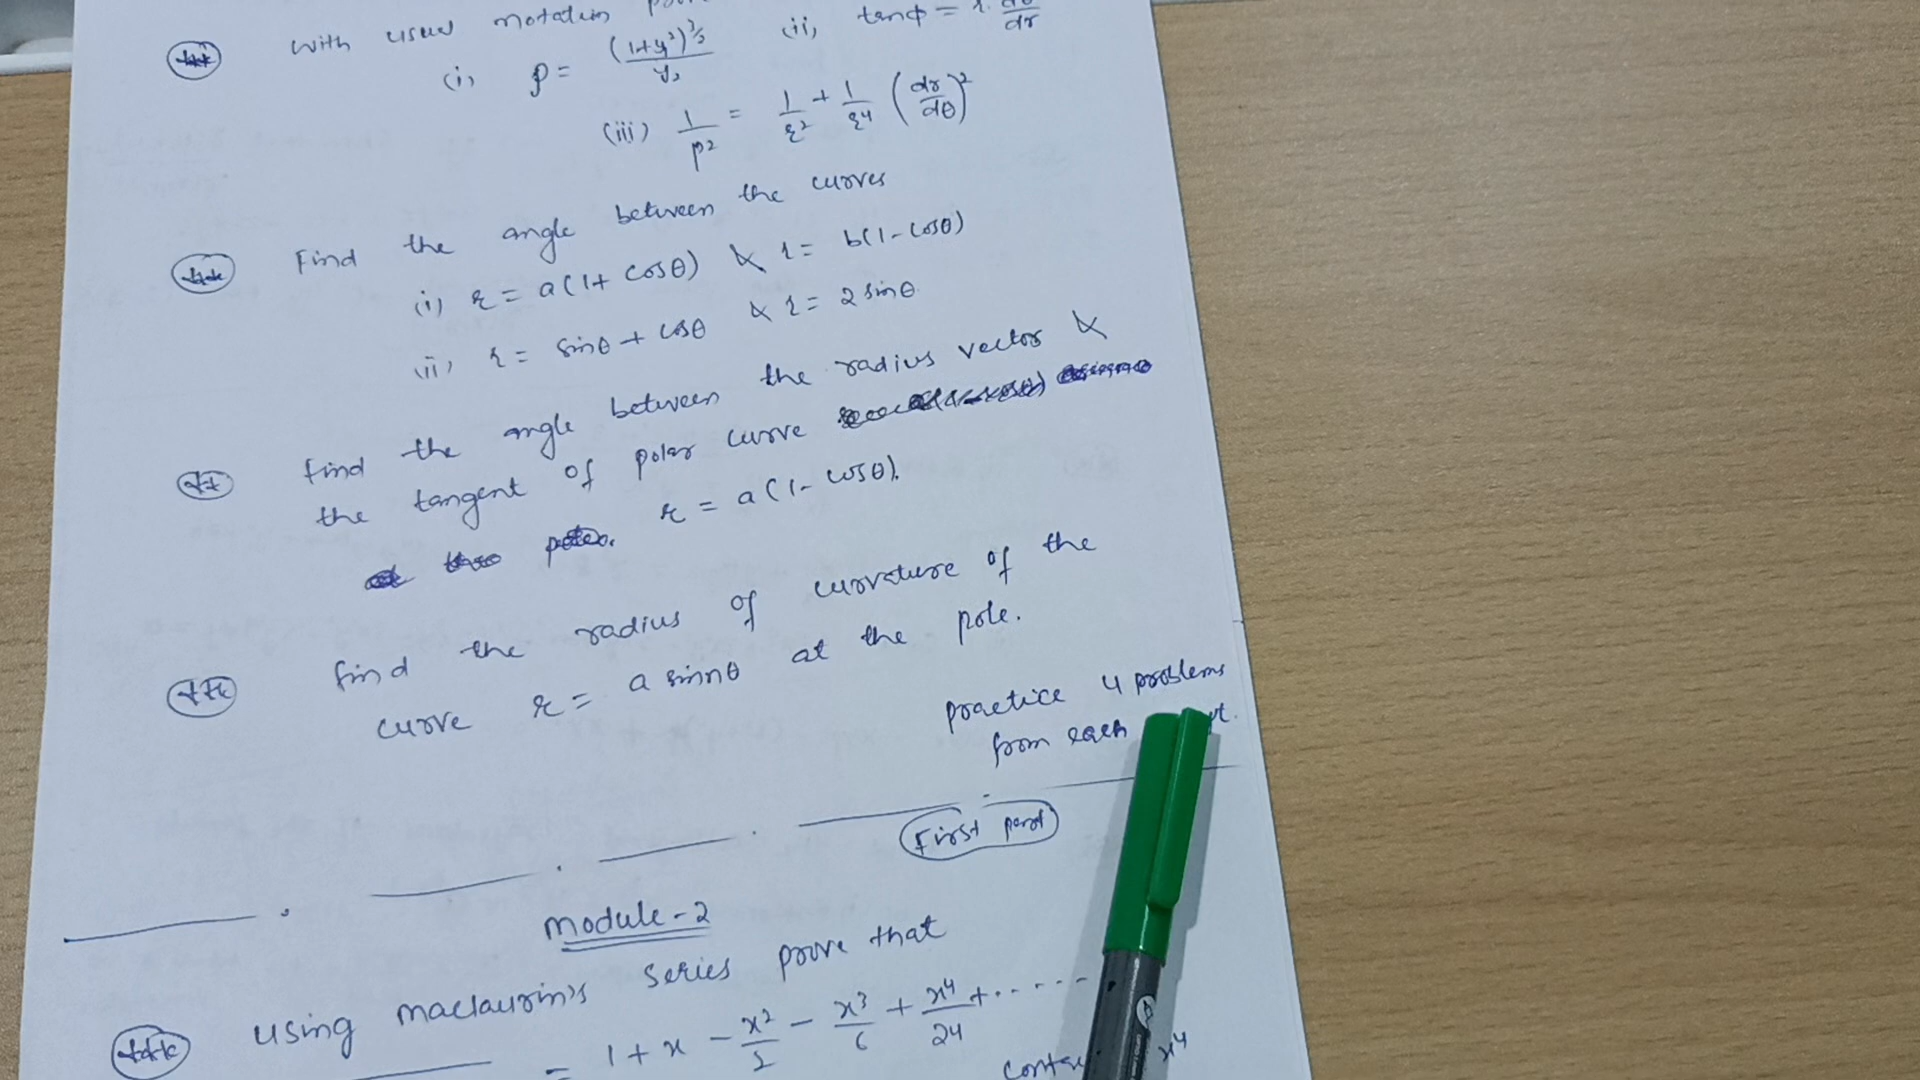 with usual notation
(i) ρ = (1+y²)^3/2 / y₂ (ii) tanφ = r. dθ/dr
(iii) 1/p² = 1/r² + 1/r⁴ (dr/dθ)²
Find the angle between the curves
(i) r = a(1+ cosθ) & r = b(1-cosθ)
(ii) r = sinθ + cosθ & r = 2 sinθ
find the angle between the radius vector &
the tangent of polar curve
r = a(1- cosθ).
find the radius of curvature of the
curve r = a sinnθ at the pole.
practice 4 problems
from each
First part
Module-2
using maclaurin's series prove that
= 1 + x - x²/2 - x³/6 + x⁴/24 + ......
x⁴